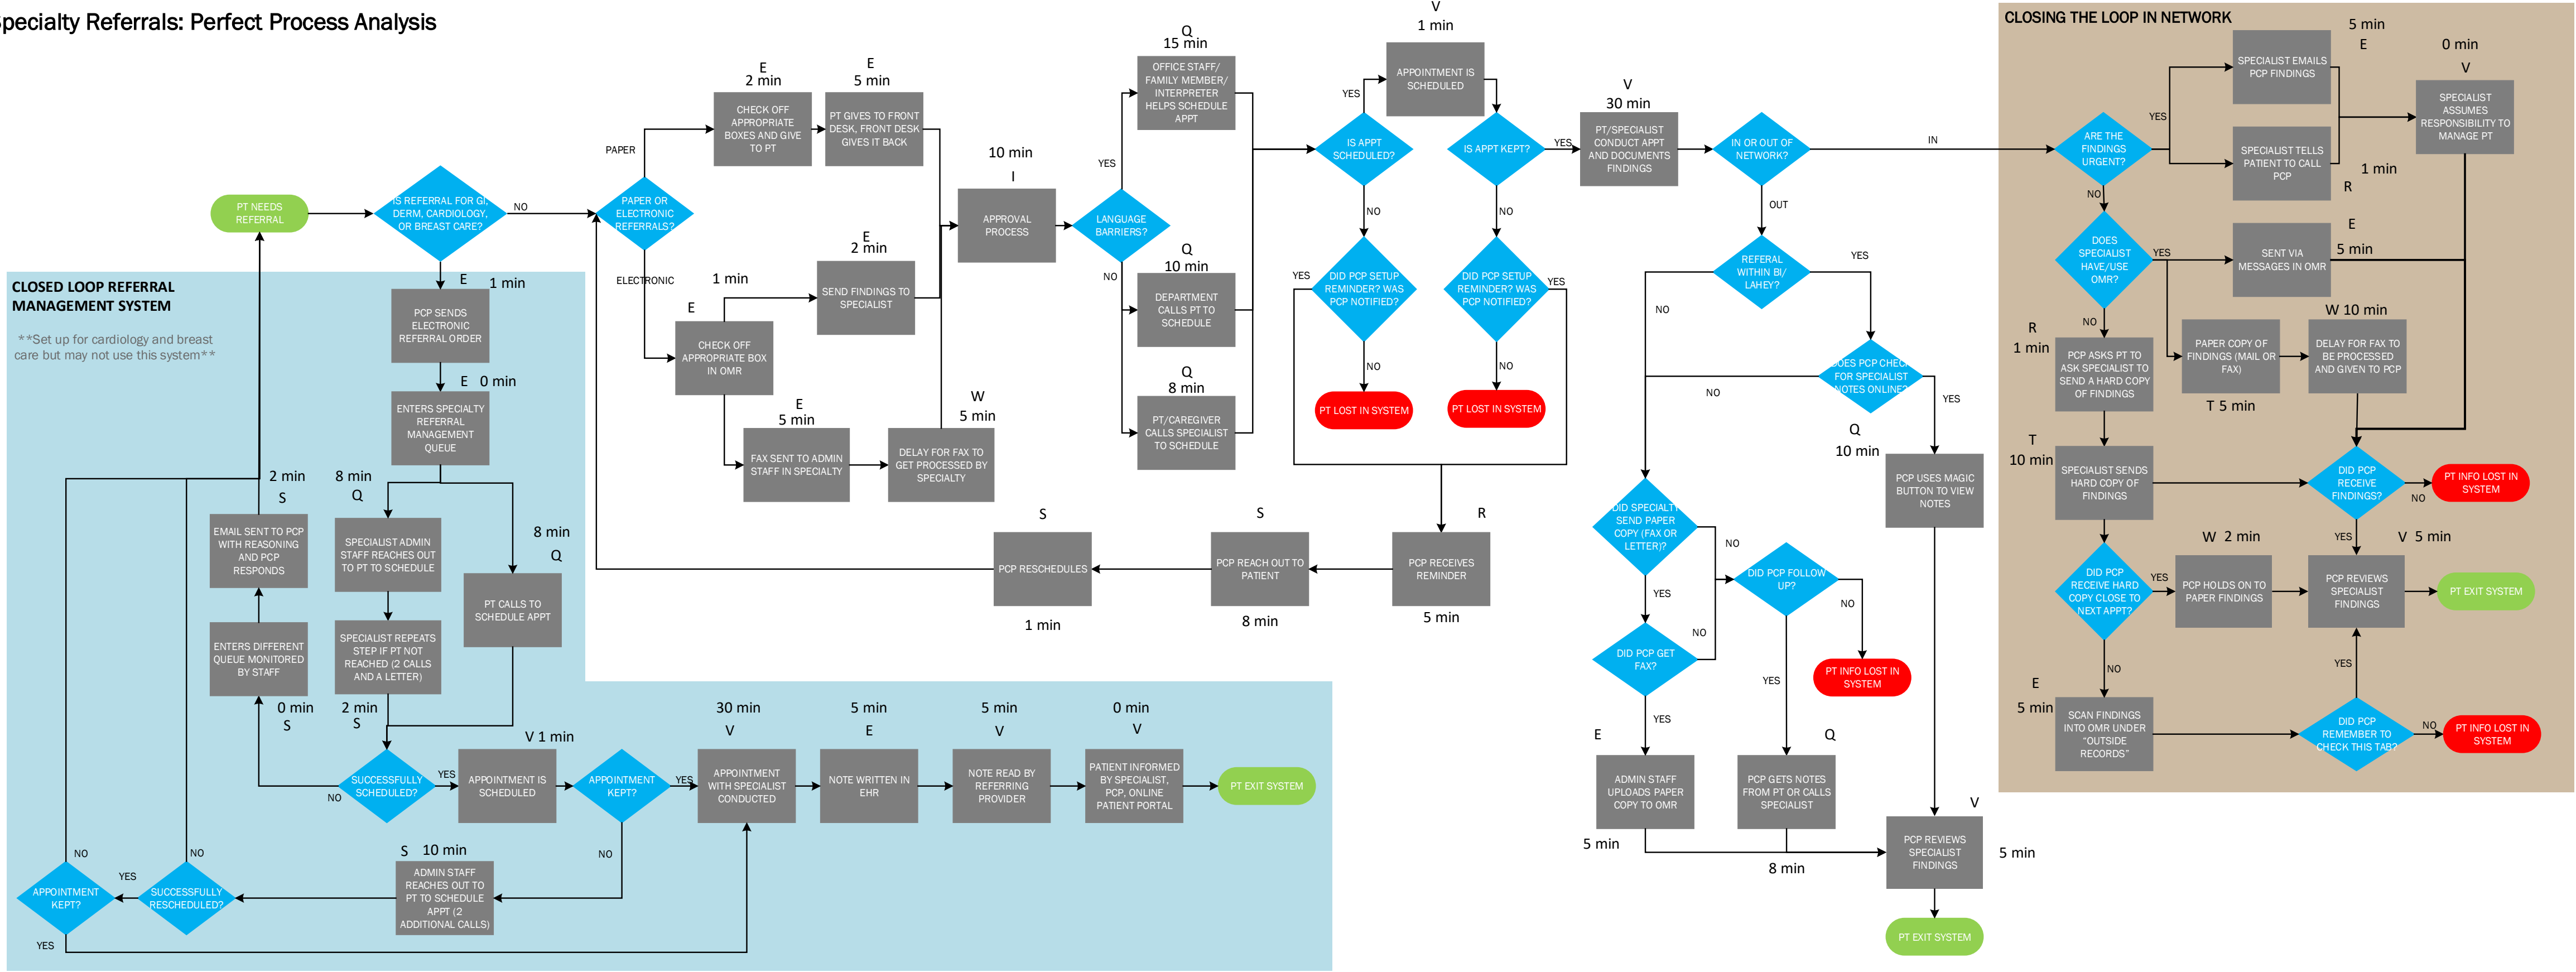 pecialty Referrals: Perfect Process Analysis
PT NEEDS
REFERRAL
IS REFERRAL FOR GI,
DERM, CARDIOLOGY,
OR BREAST CARE?
NO
PAPER OR
ELECTRONIC
REFERRALS?
PAPER
E
2 min
CHECK OFF
APPROPRIATE
BOXES AND GIVE
TO PT
E
5 min
PT GIVES TO FRONT
DESK, FRONT DESK
GIVES IT BACK
ELECTRONIC
E
1 min
CHECK OFF
APPROPRIATE BOX
IN OMR
E
2 min
SEND FINDINGS TO
SPECIALIST
E
5 min
FAX SENT TO ADMIN
STAFF IN SPECIALTY
W
5 min
DELAY FOR FAX TO
GET PROCESSED BY
SPECIALTY
10 min
I
APPROVAL
PROCESS
LANGUAGE
BARRIERS?
YES
Q
15 min
OFFICE STAFF/
FAMILY MEMBER/
INTERPRETER
HELPS SCHEDULE
APPT
NO
Q
10 min
DEPARTMENT
CALLS PT TO
SCHEDULE
Q
8 min
PT/CAREGIVER
CALLS SPECIALIST
TO SCHEDULE
IS APPT
SCHEDULED?
YES
V
1 min
APPOINTMENT IS
SCHEDULED
NO
DID PCP SETUP
REMINDER? WAS
PCP NOTIFIED?
YES
NO
PT LOST IN SYSTEM
IS APPT KEPT?
YES
NO
DID PCP SETUP
REMINDER? WAS
PCP NOTIFIED?
YES
NO
PT LOST IN SYSTEM
R
PCP RECEIVES
REMINDER
5 min
S
PCP REACH OUT TO
PATIENT
8 min
S
PCP RESCHEDULES
1 min
V
30 min
PT/SPECIALIST
CONDUCT APPT
AND DOCUMENTS
FINDINGS
IN OR OUT OF
NETWORK?
IN
OUT
REFERAL
WITHIN BI/
LAHEY?
YES
NO
DOES PCP CHECK
FOR SPECIALIST
NOTES ONLINE?
NO
YES
Q
10 min
PCP USES MAGIC
BUTTON TO VIEW
NOTES
DID SPECIALTY
SEND PAPER
COPY (FAX OR
LETTER)?
NO
YES
DID PCP GET
FAX?
NO
YES
DID PCP FOLLOW
UP?
NO
YES
PT INFO LOST IN
SYSTEM
E
ADMIN STAFF
UPLOADS PAPER
COPY TO OMR
5 min
Q
PCP GETS NOTES
FROM PT OR CALLS
SPECIALIST
8 min
V
PCP REVIEWS
SPECIALIST
FINDINGS
5 min
PT EXIT SYSTEM
CLOSING THE LOOP IN NETWORK
ARE THE
FINDINGS
URGENT?
YES
5 min
E
SPECIALIST EMAILS
PCP FINDINGS
SPECIALIST TELLS
PATIENT TO CALL
PCP
1 min
R
0 min
V
SPECIALIST
ASSUMES
RESPONSIBILITY TO
MANAGE PT
NO
DOES
SPECIALIST
HAVE/USE
OMR?
YES
SENT VIA
MESSAGES IN OMR
E
5 min
PAPER COPY OF
FINDINGS (MAIL OR
FAX)
T 5 min
W 10 min
DELAY FOR FAX TO
BE PROCESSED
AND GIVEN TO PCP
NO
R
1 min
PCP ASKS PT TO
ASK SPECIALIST TO
SEND A HARD COPY
OF FINDINGS
T
10 min
SPECIALIST SENDS
HARD COPY OF
FINDINGS
DID PCP
RECEIVE
FINDINGS?
NO
PT INFO LOST IN
SYSTEM
YES
DID PCP
RECEIVE HARD
COPY CLOSE TO
NEXT APPT?
YES
W 2 min
PCP HOLDS ON TO
PAPER FINDINGS
V 5 min
PCP REVIEWS
SPECIALIST
FINDINGS
PT EXIT SYSTEM
NO
E
5 min
SCAN FINDINGS
INTO OMR UNDER
“OUTSIDE
RECORDS”
YES
DID PCP
REMEMBER TO
CHECK THIS TAB?
NO
PT INFO LOST IN
SYSTEM
CLOSED LOOP REFERRAL
MANAGEMENT SYSTEM
**Set up for cardiology and breast
care but may not use this system**
E
1 min
PCP SENDS
ELECTRONIC
REFERRAL ORDER
E 0 min
ENTERS SPECIALTY
REFERRAL
MANAGEMENT
QUEUE
8 min
Q
SPECIALIST ADMIN
STAFF REACHES OUT
TO PT TO SCHEDULE
SPECIALIST REPEATS
STEP IF PT NOT
REACHED (2 CALLS
AND A LETTER)
2 min
S
8 min
Q
PT CALLS TO
SCHEDULE APPT
2 min
S
EMAIL SENT TO PCP
WITH REASONING
AND PCP
RESPONDS
ENTERS DIFFERENT
QUEUE MONITORED
BY STAFF
0 min
S
SUCCESSFULLY
SCHEDULED?
NO
YES
V 1 min
APPOINTMENT IS
SCHEDULED
APPOINTMENT
KEPT?
YES
NO
30 min
V
APPOINTMENT
WITH SPECIALIST
CONDUCTED
5 min
E
NOTE WRITTEN IN
EHR
5 min
V
NOTE READ BY
REFERRING
PROVIDER
0 min
V
PATIENT INFORMED
BY SPECIALIST,
PCP, ONLINE
PATIENT PORTAL
PT EXIT SYSTEM
S 10 min
ADMIN STAFF
REACHES OUT TO
PT TO SCHEDULE
APPT (2
ADDITIONAL CALLS)
SUCCESSFULLY
RESCHEDULED?
NO
YES
APPOINTMENT
KEPT?
NO
YES